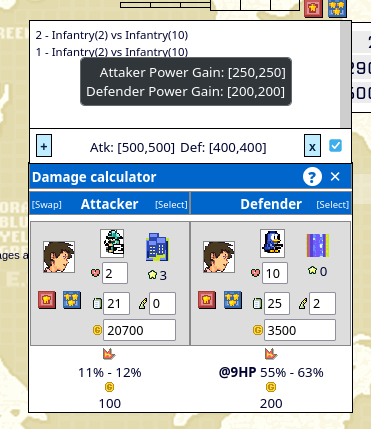 2 - Infantry(2) vs Infantry(10)
1 - Infantry(2) vs Infantry(10)
Attaker Power Gain: [250,250]
Defender Power Gain: [200,200]
+ Atk: [500,500] Def: [400,400] x
Damage calculator ? ×
[Swap] Attacker [Select] Defender [Select]
2 3 10 0
21 0 25 2
20700 3500
11% - 12% @9HP 55% - 63%
100 200